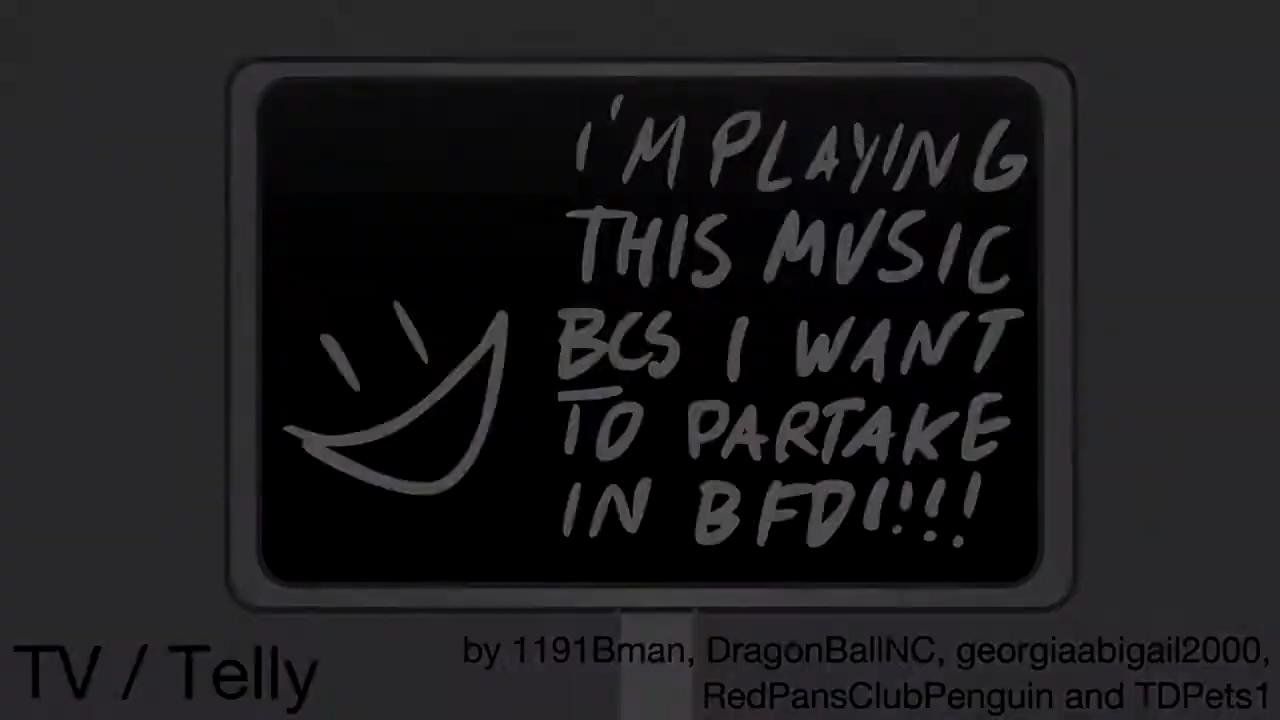 I'M PLAYING
THIS MUSIC
BCS I WANT
TO PARTAKE
IN BFDI!!!
TV / Telly
by 1191Bman, DragonBallNC, georgiaabigail2000,
RedPansClubPenguin and TDPets1